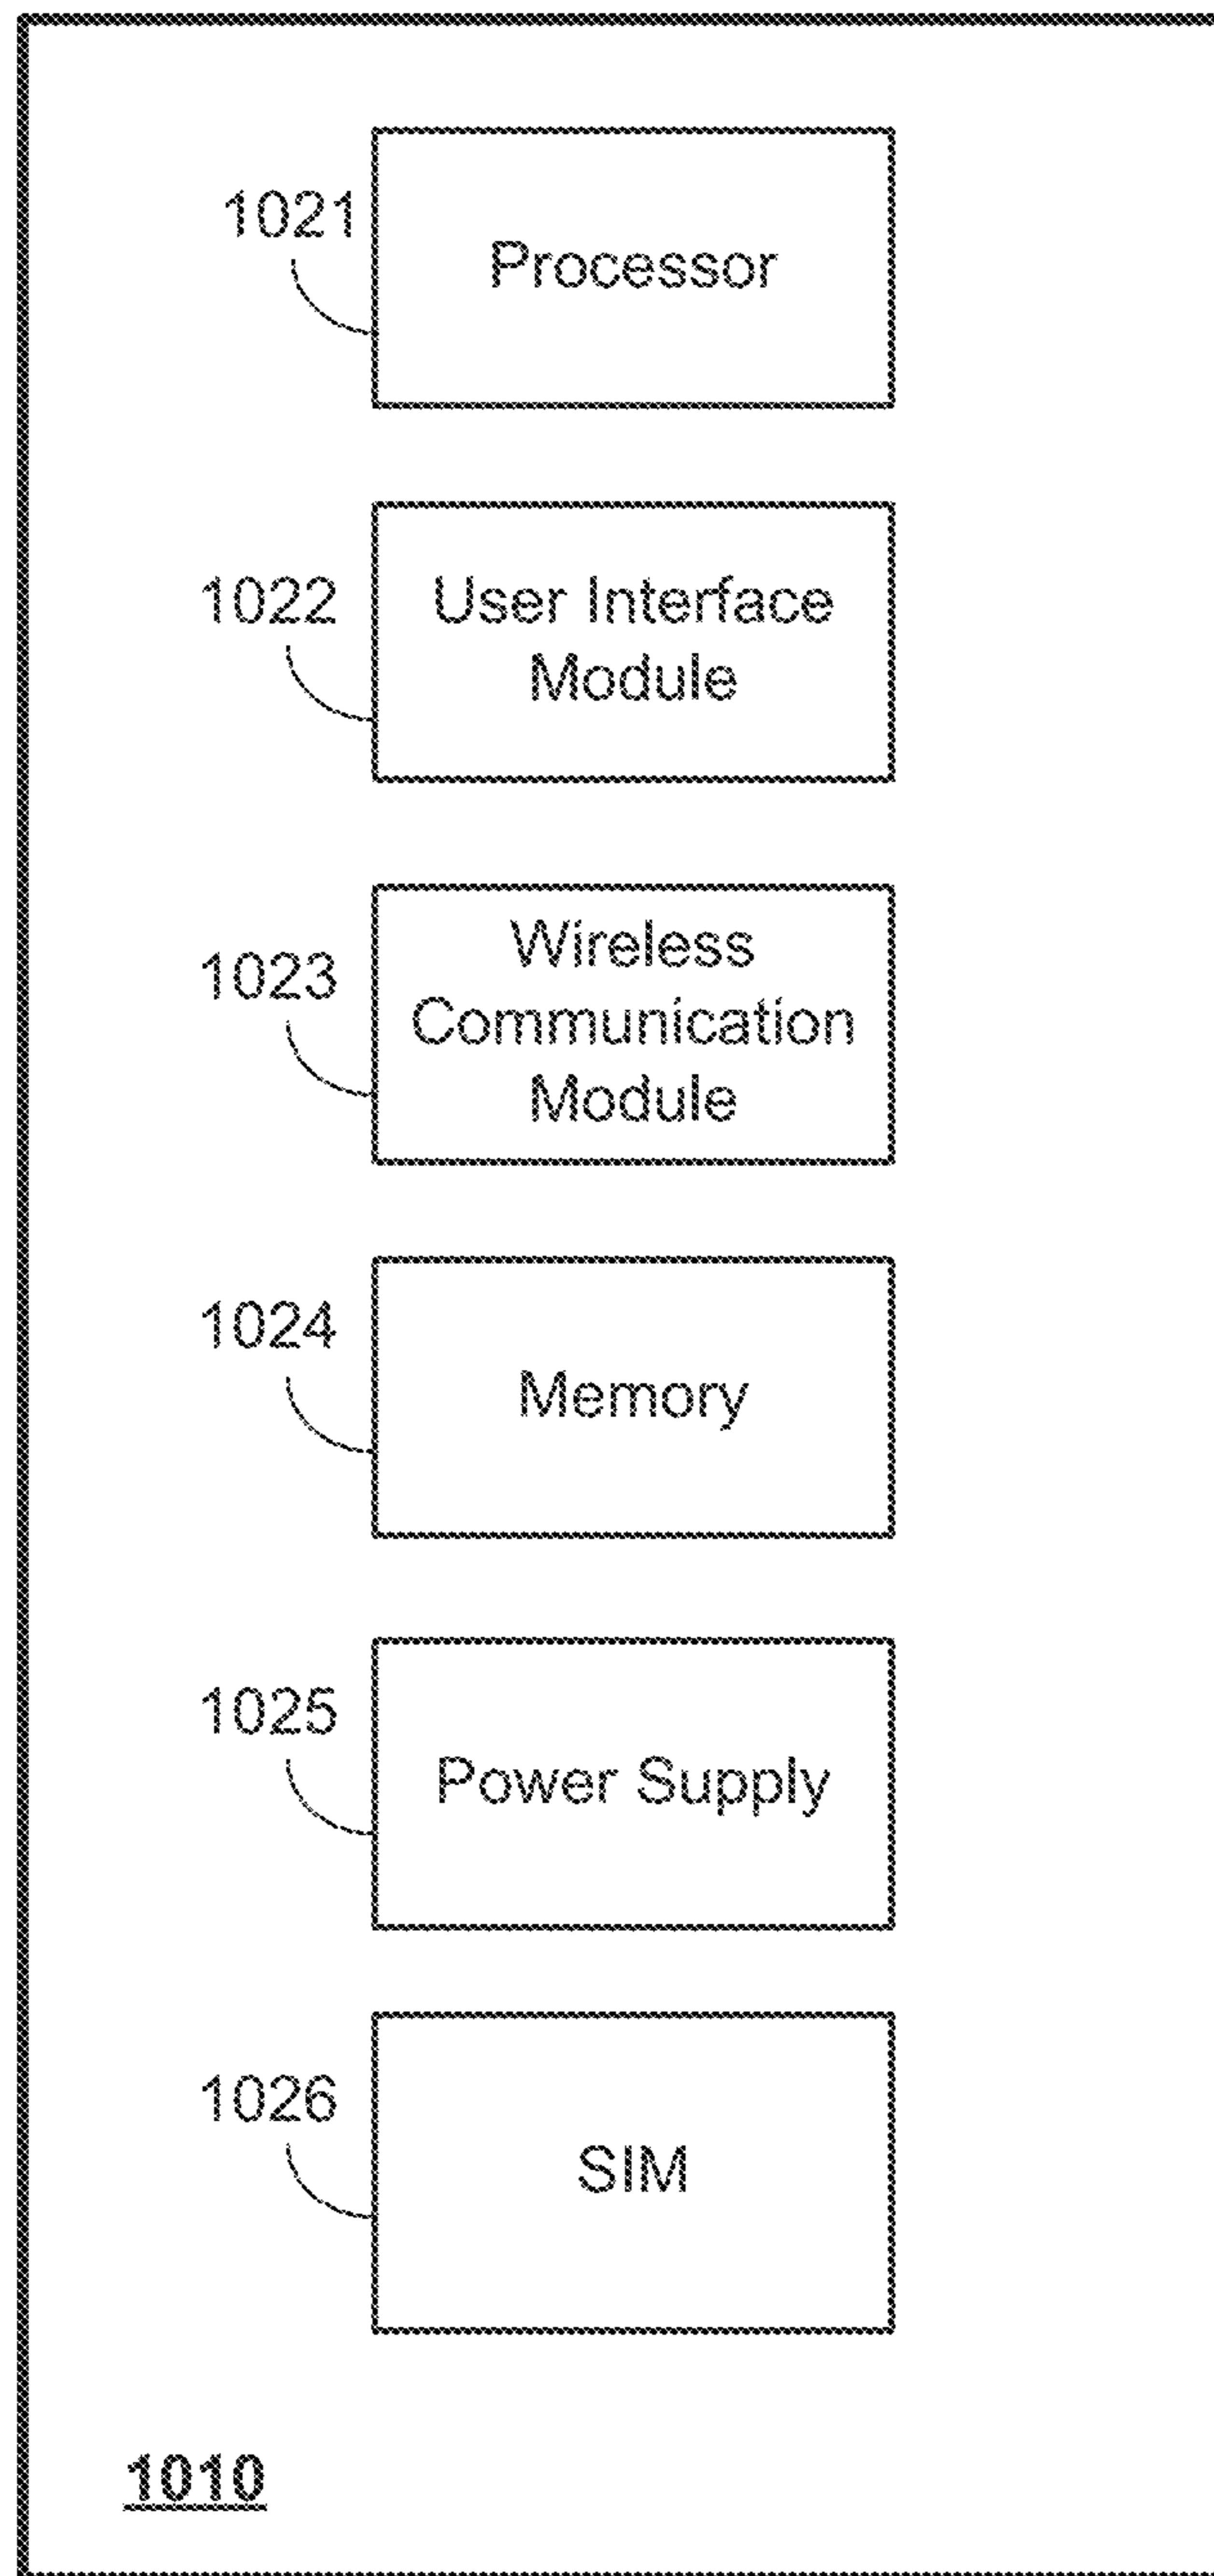 1021
Processor
1022
User Interface
Module
1023
Wireless
Communication
Module
1024
Memory
1025
Power Supply
1026
SIM
1010